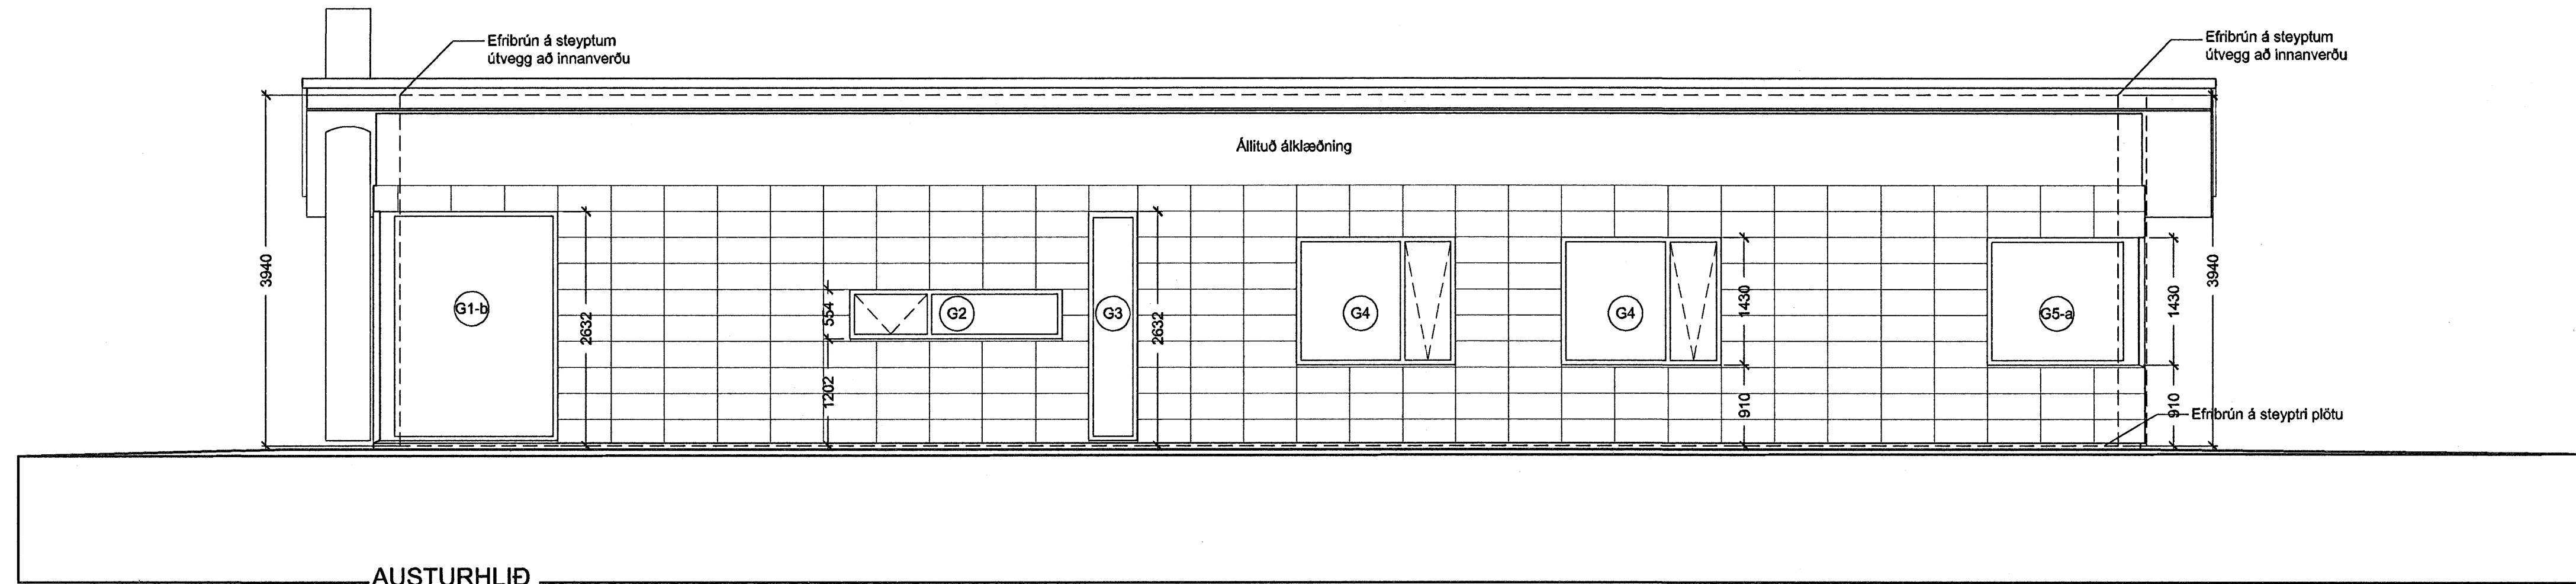 Efribrún á steyptum
útvegg að innanverðu
Efribrún á steyptum
útvegg að innanverðu
Állituð álklæðning
3940
G1-b
2632
554
1202
G2
G3
2632
G4
G4
1430
910
G5-a
1430
910
3940
Efribrún á steyptri plötu
AUSTURHLIÐ